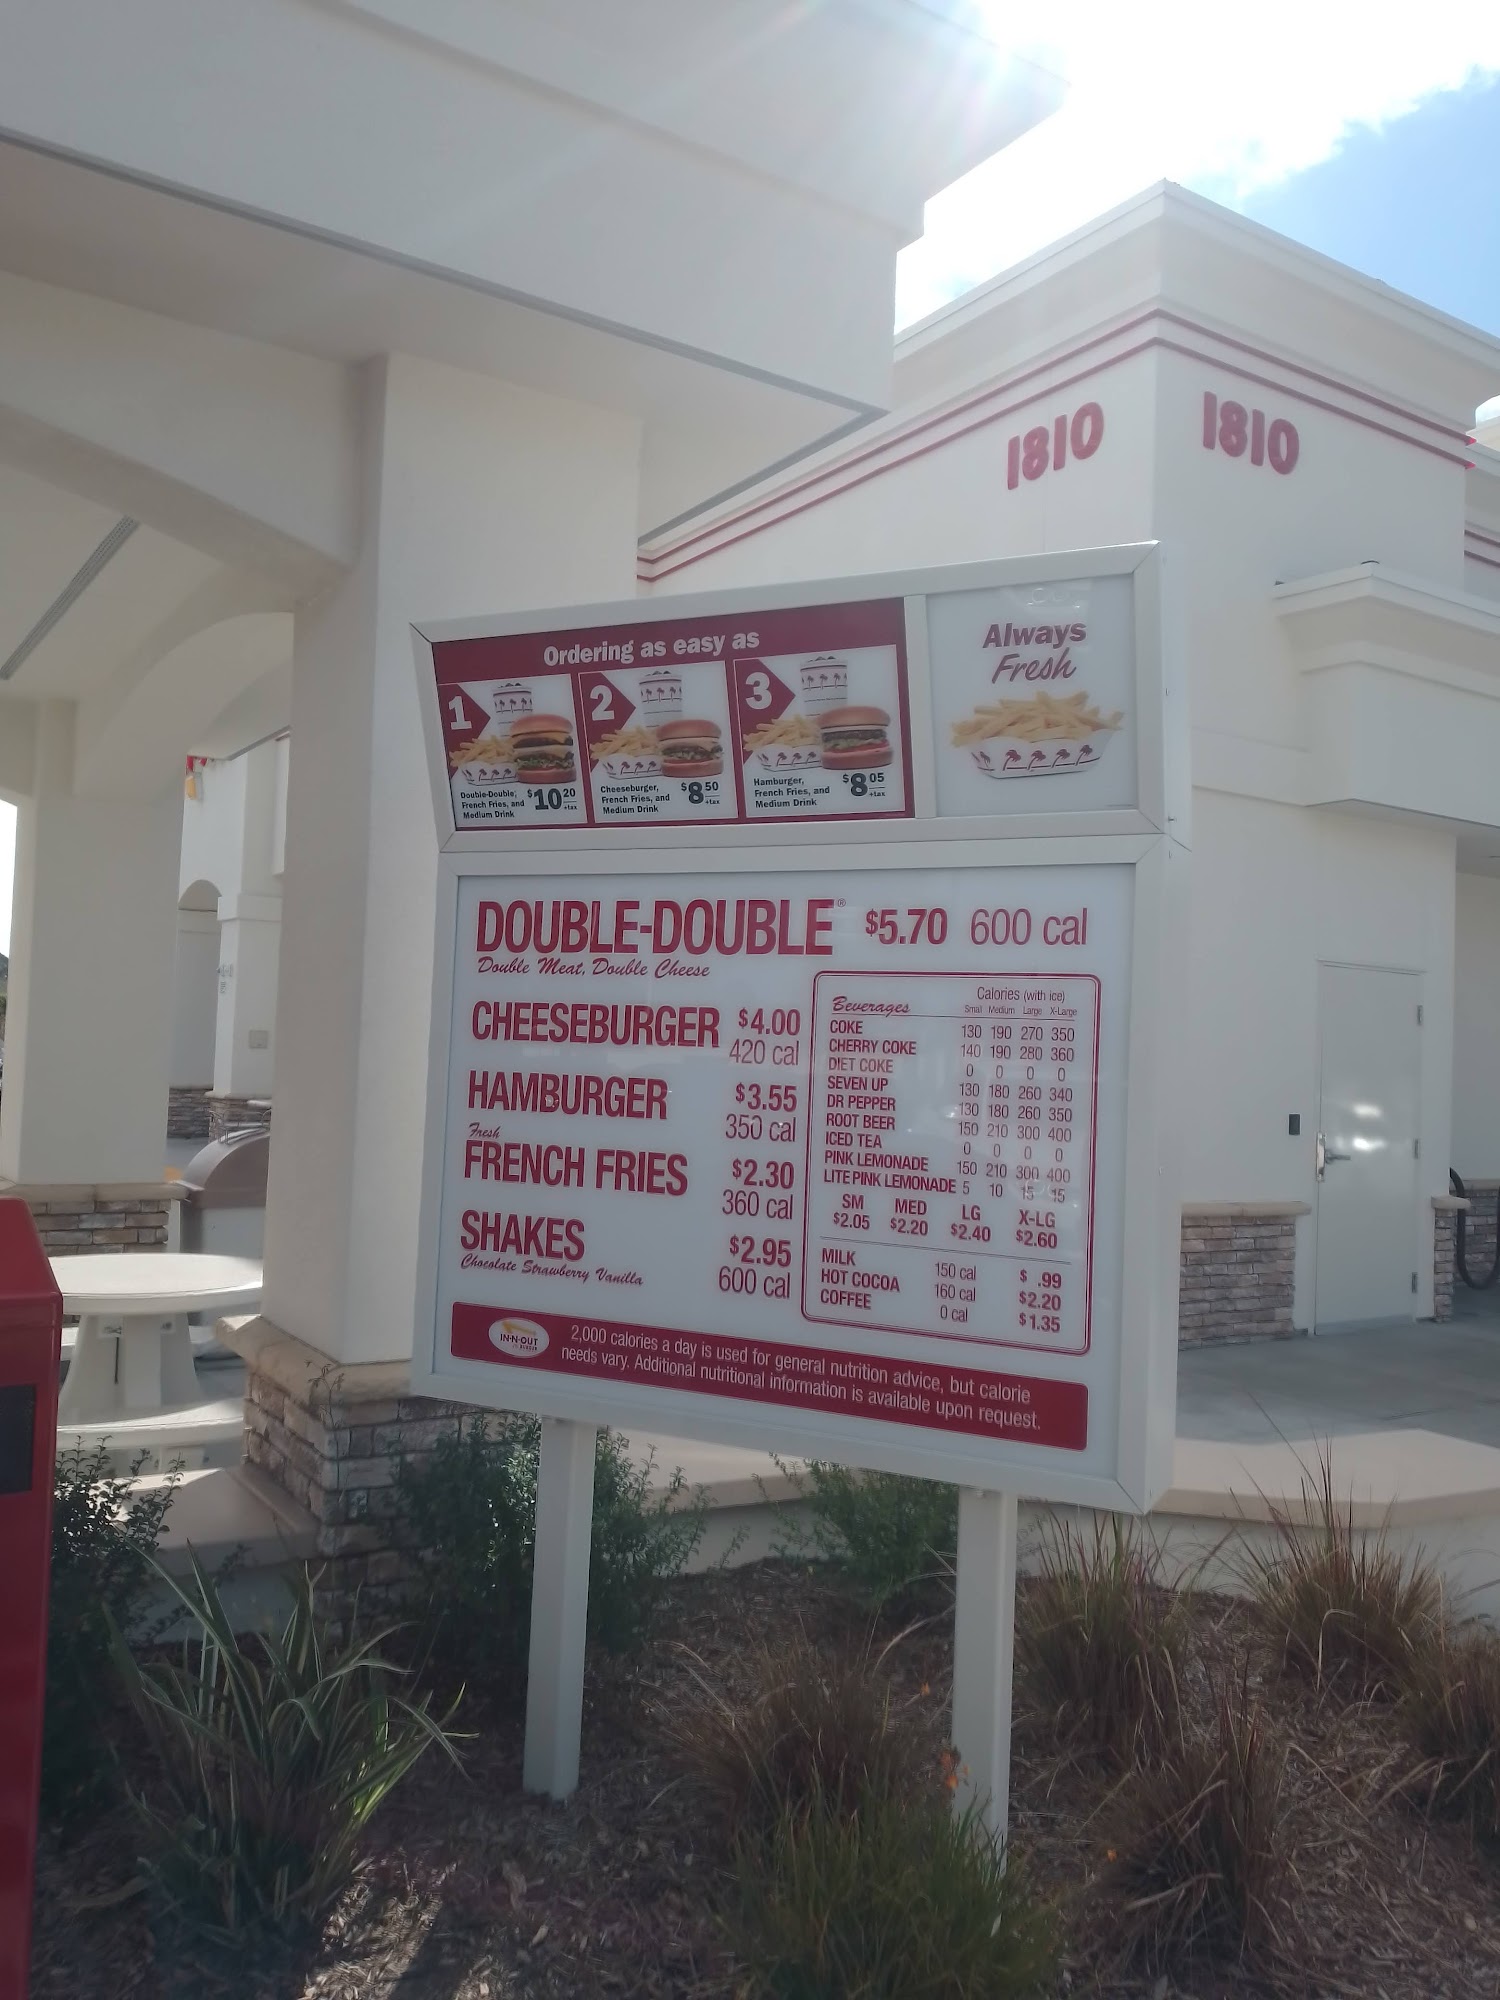 1810
1810
Ordering as easy as
1
Double-Double,
French Fries, and
Medium Drink
$10 20
+tax
2
Cheeseburger,
French Fries, and
Medium Drink
$8 50
+tax
3
Hamburger,
French Fries, and
Medium Drink
$8 05
+tax
Always
Fresh
DOUBLE-DOUBLE® $5.70 600 cal
Double Meat, Double Cheese
CHEESEBURGER $4.00
420 cal
HAMBURGER $3.55
350 cal
Fresh
FRENCH FRIES $2.30
360 cal
SHAKES $2.95
Chocolate Strawberry Vanilla 600 cal
Calories (with ice)
Beverages Small Medium Large X-Large
COKE 130 190 270 350
CHERRY COKE 140 190 280 360
DIET COKE 0 0 0 0
SEVEN UP 130 180 260 340
DR PEPPER 130 180 260 350
ROOT BEER 150 210 300 400
ICED TEA 0 0 0 0
PINK LEMONADE 150 210 300 400
LITE PINK LEMONADE 5 10 15 15
SM MED LG X-LG
$2.05 $2.20 $2.40 $2.60
MILK 150 cal $ .99
HOT COCOA 160 cal $2.20
COFFEE 0 cal $1.35
IN-N-OUT
BURGER
2,000 calories a day is used for general nutrition advice, but calorie
needs vary. Additional nutritional information is available upon request.